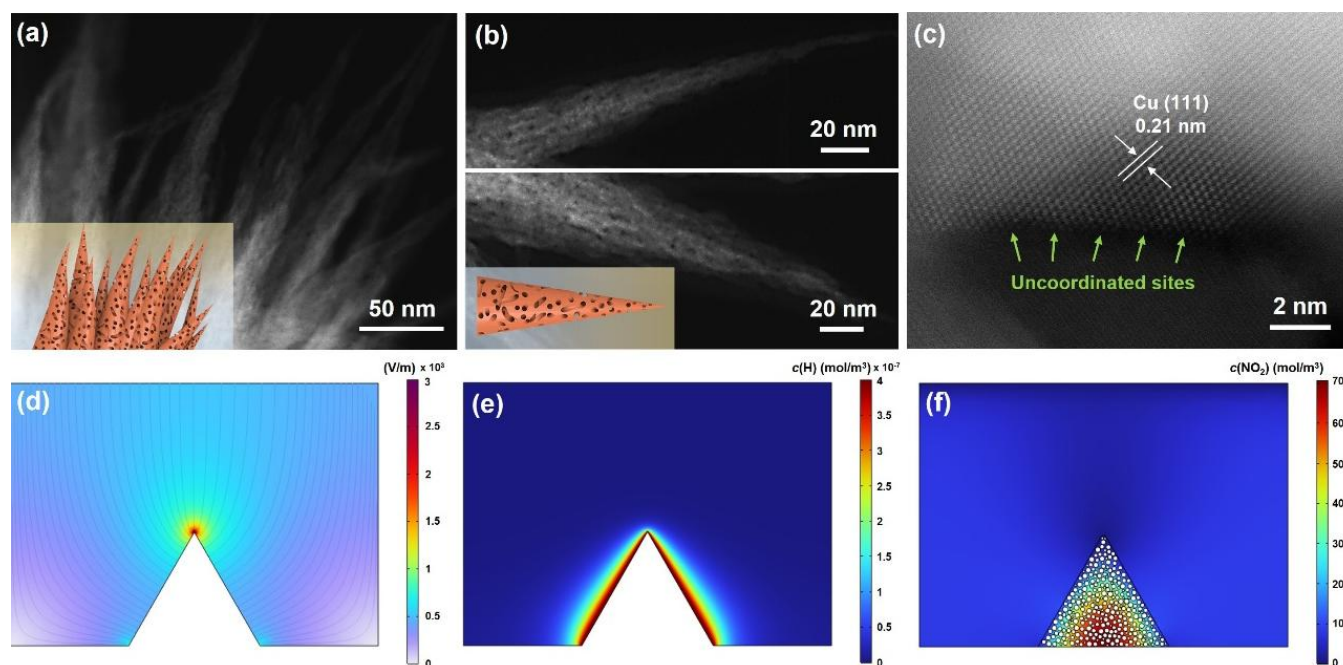 (a)
50 nm
(b)
20 nm
20 nm
(c)
Cu (111)
0.21 nm
Uncoordinated sites
2 nm
(d)
(V/m) × 10⁵
3
2.5
2
1.5
1
0.5
0
(e)
c(H) (mol/m³) × 10⁻⁷
4
3.5
3
2.5
2
1.5
1
0.5
0
(f)
c(NO₂) (mol/m³)
70
60
50
40
30
20
10
0